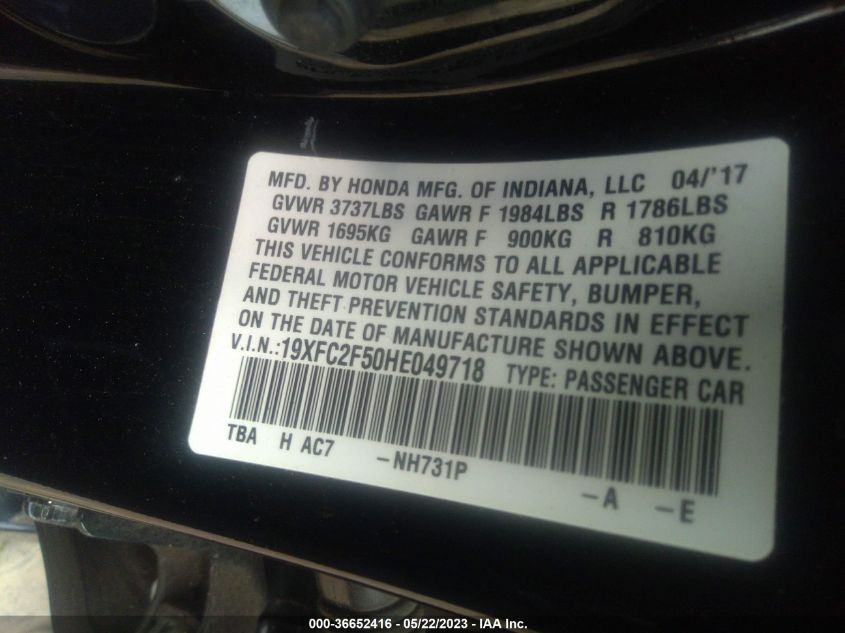 MFD. BY HONDA MFG. OF INDIANA, LLC 04/'17
GVWR 3737LBS GAWR F 1984LBS R 1786LBS
GVWR 1695KG GAWR F 900KG R 810KG
THIS VEHICLE CONFORMS TO ALL APPLICABLE
FEDERAL MOTOR VEHICLE SAFETY, BUMPER,
AND THEFT PREVENTION STANDARDS IN EFFECT
ON THE DATE OF MANUFACTURE SHOWN ABOVE.
V.I.N.:19XFC2F50HE049718 TYPE: PASSENGER CAR
TBA H AC7 -NH731P -A -E
000-36652416 - 05/22/2023 - IAA Inc.